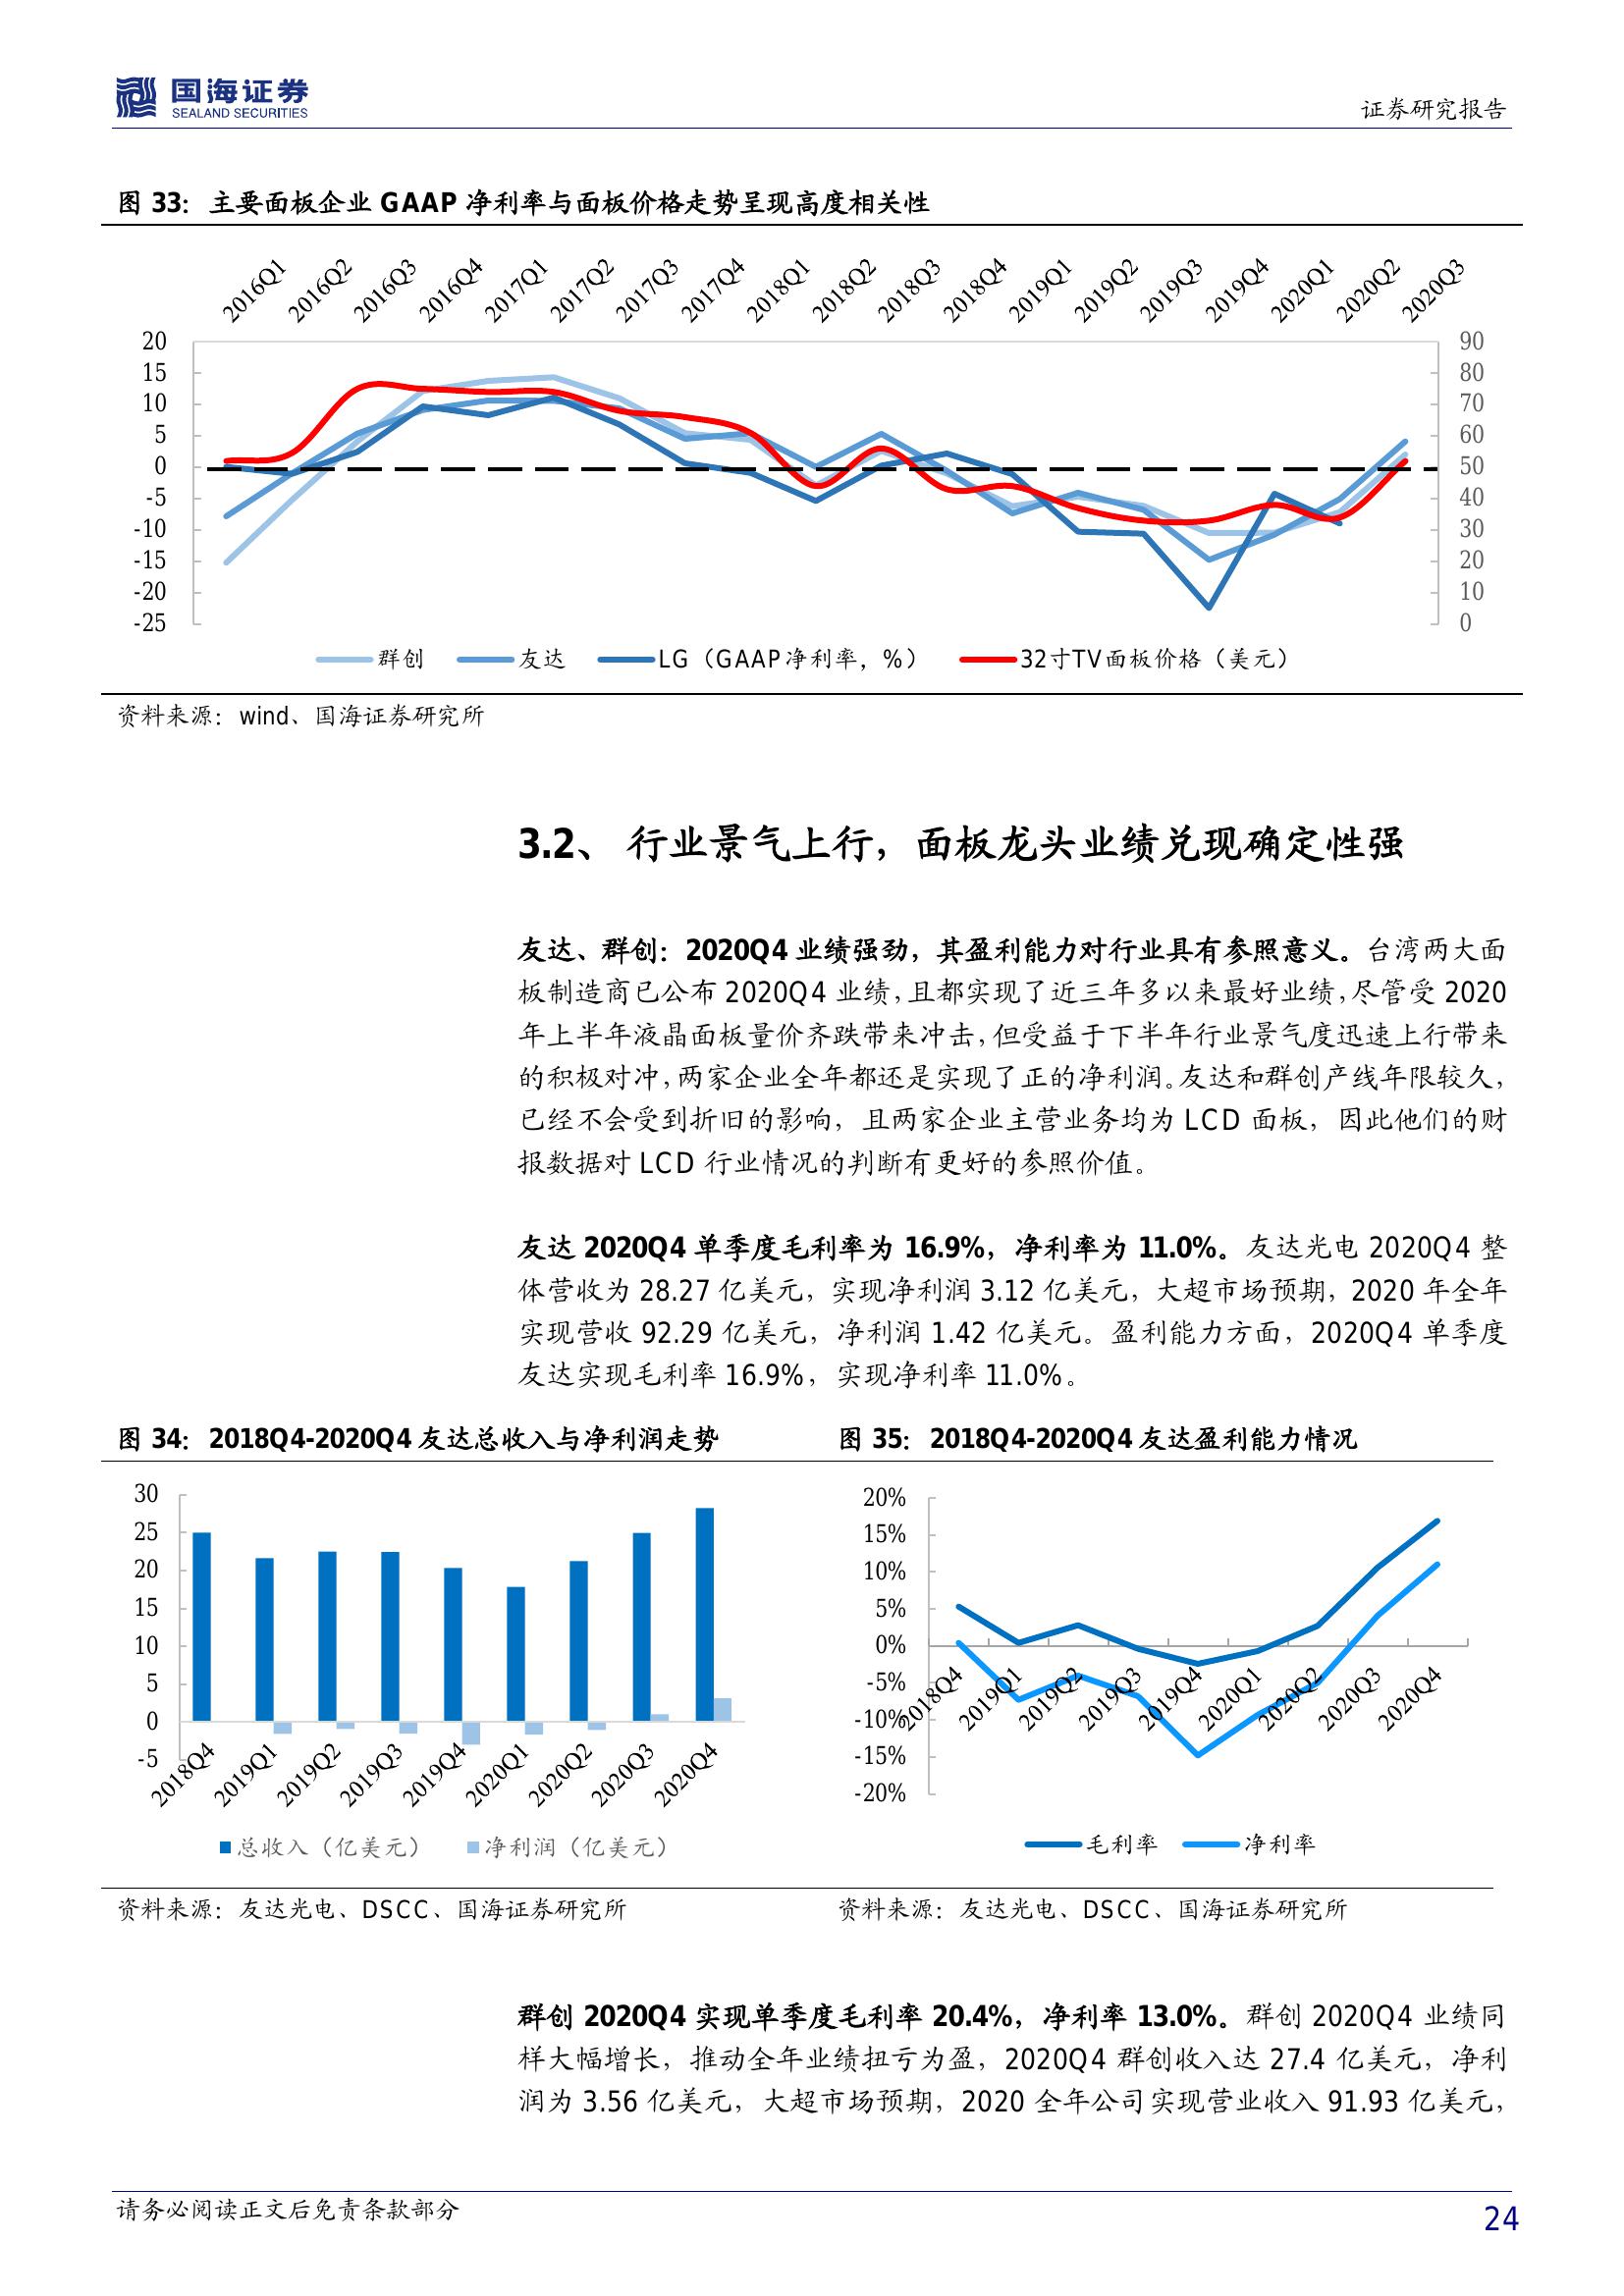 国海证券
SEALAND SECURITIES
证券研究报告
图 33：主要面板企业 GAAP 净利率与面板价格走势呈现高度相关性
2016Q1 2016Q2 2016Q3 2016Q4 2017Q1 2017Q2 2017Q3 2017Q4 2018Q1 2018Q2 2018Q3 2018Q4 2019Q1 2019Q2 2019Q3 2019Q4 2020Q1 2020Q2 2020Q3
20 90
15 80
10 70
5 60
0 50
-5 40
-10 30
-15 20
-20 10
-25 0
群创 友达 LG（GAAP净利率，%） 32寸TV面板价格（美元）
资料来源：wind、国海证券研究所
3.2、 行业景气上行，面板龙头业绩兑现确定性强
友达、群创：2020Q4 业绩强劲，其盈利能力对行业具有参照意义。台湾两大面
板制造商已公布 2020Q4 业绩，且都实现了近三年多以来最好业绩，尽管受 2020
年上半年液晶面板量价齐跌带来冲击，但受益于下半年行业景气度迅速上行带来
的积极对冲，两家企业全年都还是实现了正的净利润。友达和群创产线年限较久，
已经不会受到折旧的影响，且两家企业主营业务均为 LCD 面板，因此他们的财
报数据对 LCD 行业情况的判断有更好的参照价值。
友达 2020Q4 单季度毛利率为 16.9%，净利率为 11.0%。友达光电 2020Q4 整
体营收为 28.27 亿美元，实现净利润 3.12 亿美元，大超市场预期，2020 年全年
实现营收 92.29 亿美元，净利润 1.42 亿美元。盈利能力方面，2020Q4 单季度
友达实现毛利率 16.9%，实现净利率 11.0%。
图 34：2018Q4-2020Q4 友达总收入与净利润走势
30
25
20
15
10
5
0
-5
2018Q4 2019Q1 2019Q2 2019Q3 2019Q4 2020Q1 2020Q2 2020Q3 2020Q4
总收入（亿美元） 净利润（亿美元）
资料来源：友达光电、DSCC、国海证券研究所
图 35：2018Q4-2020Q4 友达盈利能力情况
20%
15%
10%
5%
0%
-5%
-10%
-15%
-20%
2018Q4 2019Q1 2019Q2 2019Q3 2019Q4 2020Q1 2020Q2 2020Q3 2020Q4
毛利率 净利率
资料来源：友达光电、DSCC、国海证券研究所
群创 2020Q4 实现单季度毛利率 20.4%，净利率 13.0%。群创 2020Q4 业绩同
样大幅增长，推动全年业绩扭亏为盈，2020Q4 群创收入达 27.4 亿美元，净利
润为 3.56 亿美元，大超市场预期，2020 全年公司实现营业收入 91.93 亿美元，
请务必阅读正文后免责条款部分
24